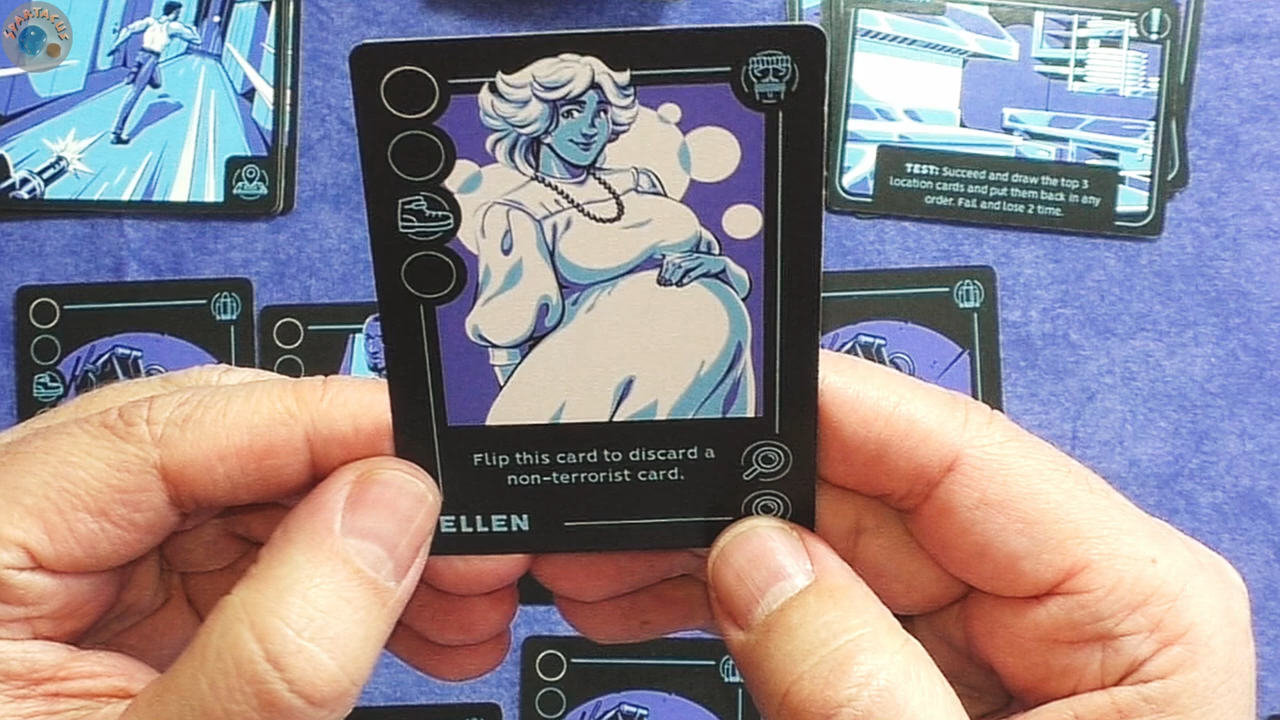 SPARTACUS
TEST: Succeed and draw the top 3
location cards and put them back in any
order. Fail and lose 2 time.
Flip this card to discard a
non-terrorist card.
ELLEN